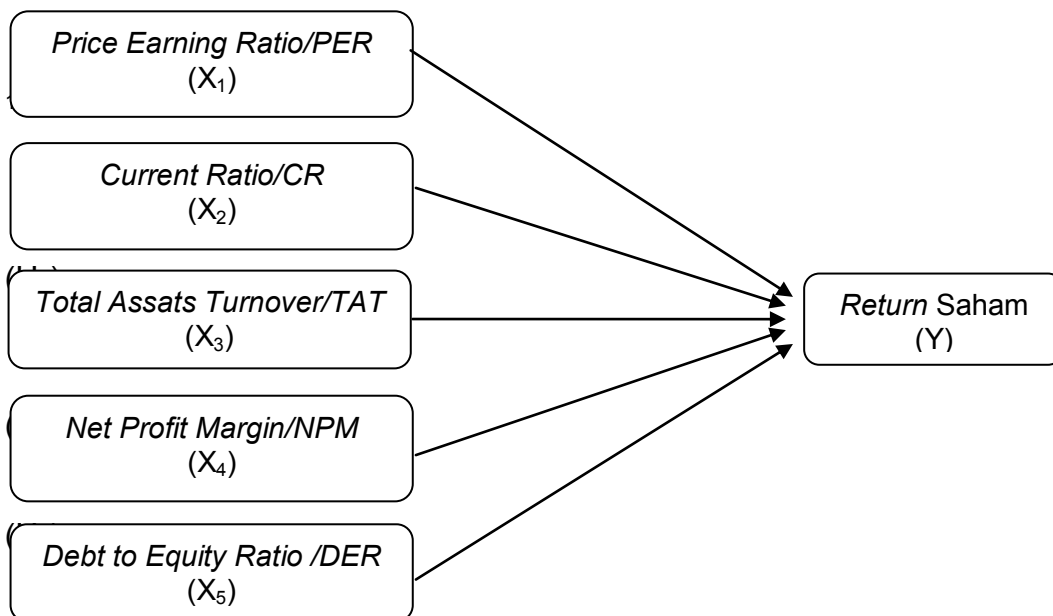 Price Earning Ratio/PER
(X₁)
Current Ratio/CR
(X₂)
Total Assats Turnover/TAT
(X₃)
Return Saham
(Y)
Net Profit Margin/NPM
(X₄)
Debt to Equity Ratio /DER
(X₅)